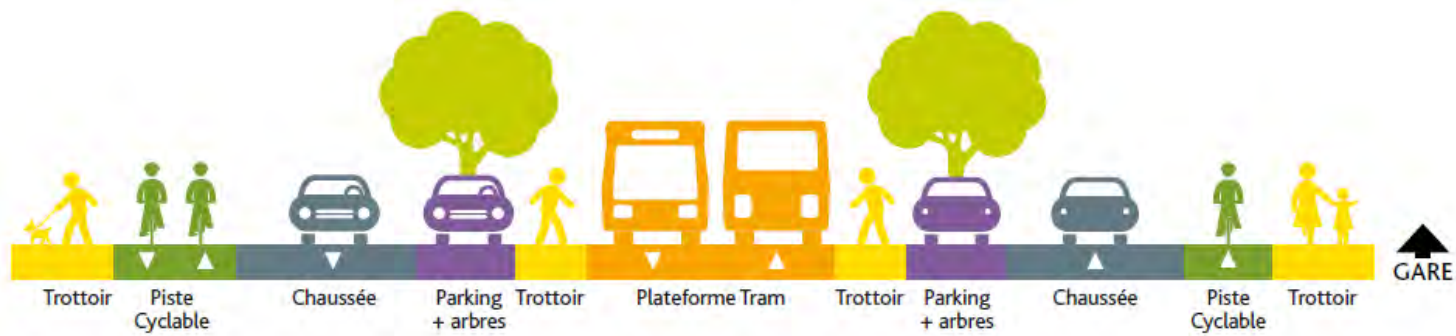 GARE
Trottoir
Piste
Cyclable
Chaussée
Parking
+ arbres
Trottoir
Plateforme Tram
Trottoir
Parking
+ arbres
Chaussée
Piste
Cyclable
Trottoir